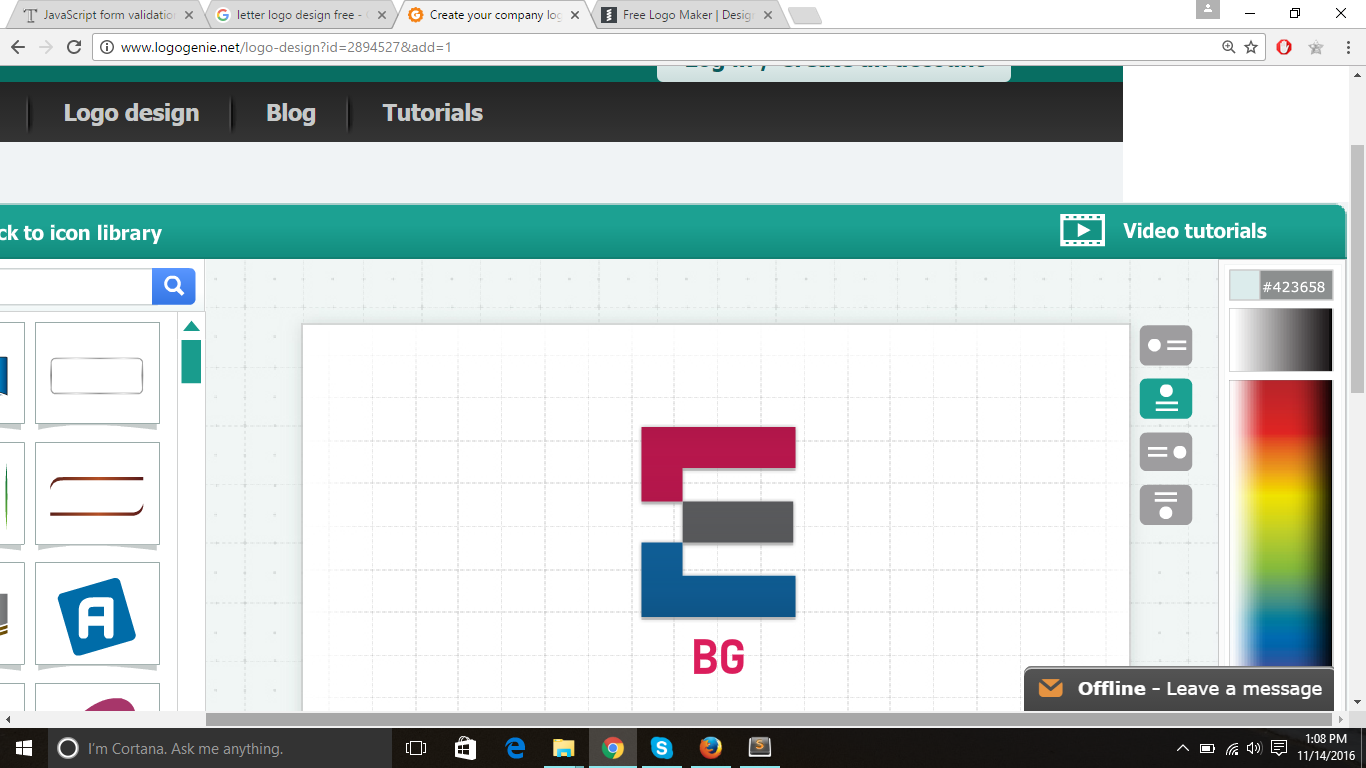 JavaScript form validatio
letter logo design free -
Create your company log
Free Logo Maker | Desig
www.logogenie.net/logo-design?id=2894527&add=1
Logo design
Blog
Tutorials
ck to icon library
Video tutorials
#423658
A
BG
Offline - Leave a message
I'm Cortana. Ask me anything.
1:08 PM
11/14/2016